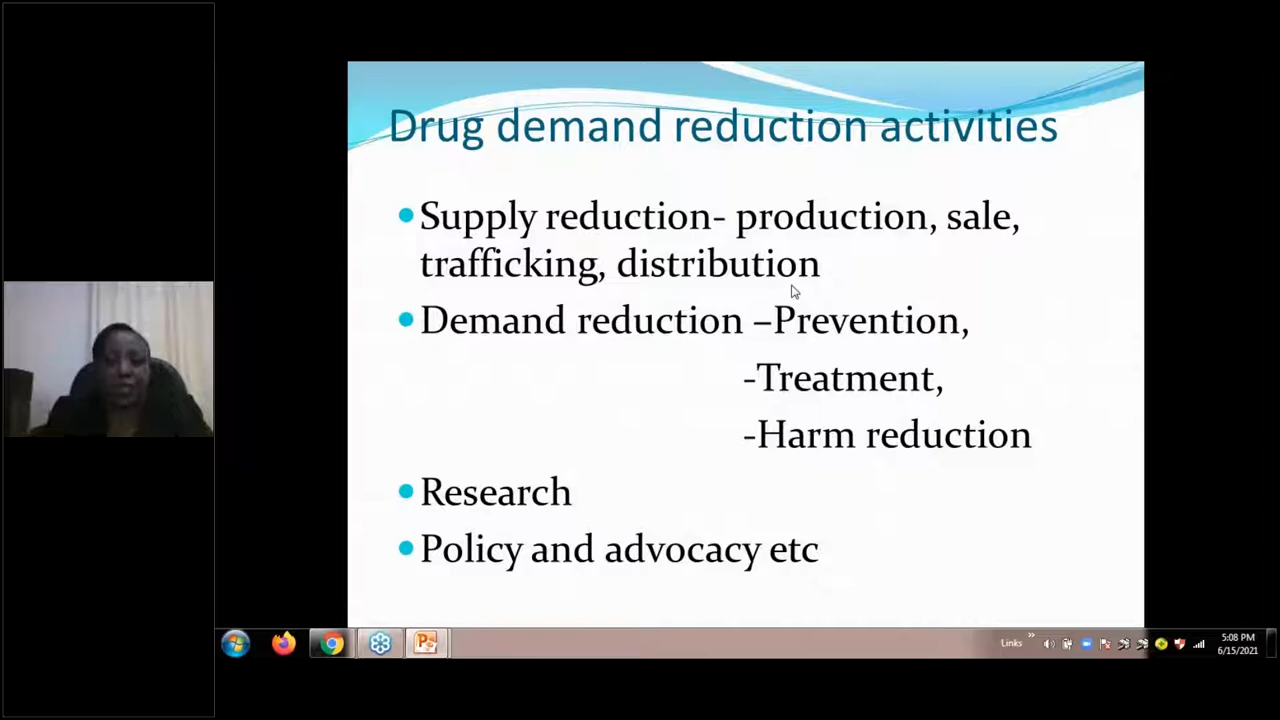 Drug demand reduction activities
Supply reduction- production, sale,
trafficking, distribution
Demand reduction –Prevention,
-Treatment,
-Harm reduction
Research
Policy and advocacy etc
Links
5:08 PM
6/15/2021